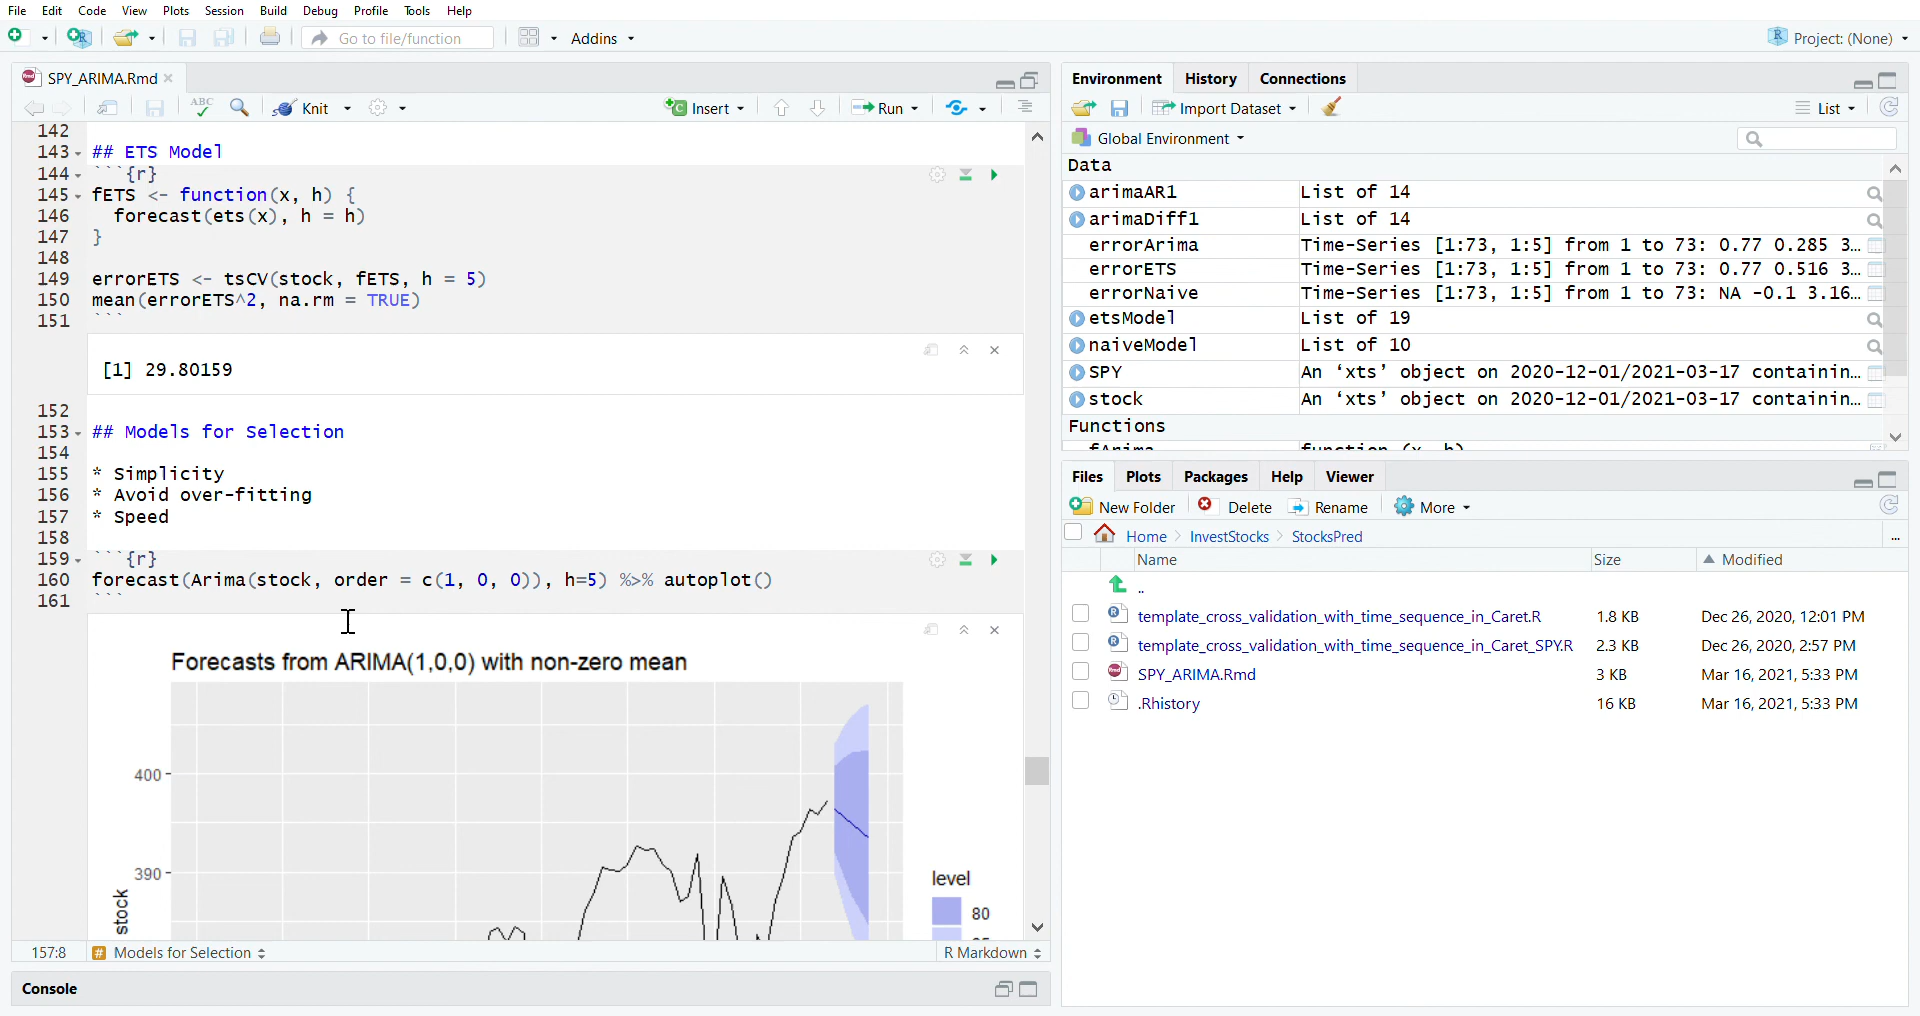 File Edit Code View Plots Session Build Debug Profile Tools Help
Go to file/function Addins Project: (None)
SPY_ARIMA.Rmd
ABC Knit Insert Run
142
143 ## ETS Model
144 ```{r}
145 fETS <- function(x, h) {
146 forecast(ets(x), h = h)
147 }
148
149 errorETS <- tsCV(stock, fETS, h = 5)
150 mean(errorETS^2, na.rm = TRUE)
151 ```
[1] 29.80159
152
153 ## Models for Selection
154
155 * Simplicity
156 * Avoid over-fitting
157 * Speed
158
159 ```{r}
160 forecast(Arima(stock, order = c(1, 0, 0)), h=5) %>% autoplot()
161 ```
Forecasts from ARIMA(1,0,0) with non-zero mean
400
390
stock
level
80
157:8 # Models for Selection R Markdown
Console
Environment History Connections
Import Dataset List
Global Environment
Data
arimaAR1 List of 14
arimaDiff1 List of 14
errorArima Time-Series [1:73, 1:5] from 1 to 73: 0.77 0.285 3…
errorETS Time-Series [1:73, 1:5] from 1 to 73: 0.77 0.516 3…
errorNaive Time-Series [1:73, 1:5] from 1 to 73: NA -0.1 3.16…
etsModel List of 19
naiveModel List of 10
SPY An ‘xts’ object on 2020-12-01/2021-03-17 containin…
stock An ‘xts’ object on 2020-12-01/2021-03-17 containin…
Functions
Files Plots Packages Help Viewer
New Folder Delete Rename More
Home InvestStocks StocksPred ...
Name Size Modified
..
template_cross_validation_with_time_sequence_in_Caret.R 1.8 KB Dec 26, 2020, 12:01 PM
template_cross_validation_with_time_sequence_in_Caret_SPY.R 2.3 KB Dec 26, 2020, 2:57 PM
SPY_ARIMA.Rmd 3 KB Mar 16, 2021, 5:33 PM
.Rhistory 16 KB Mar 16, 2021, 5:33 PM